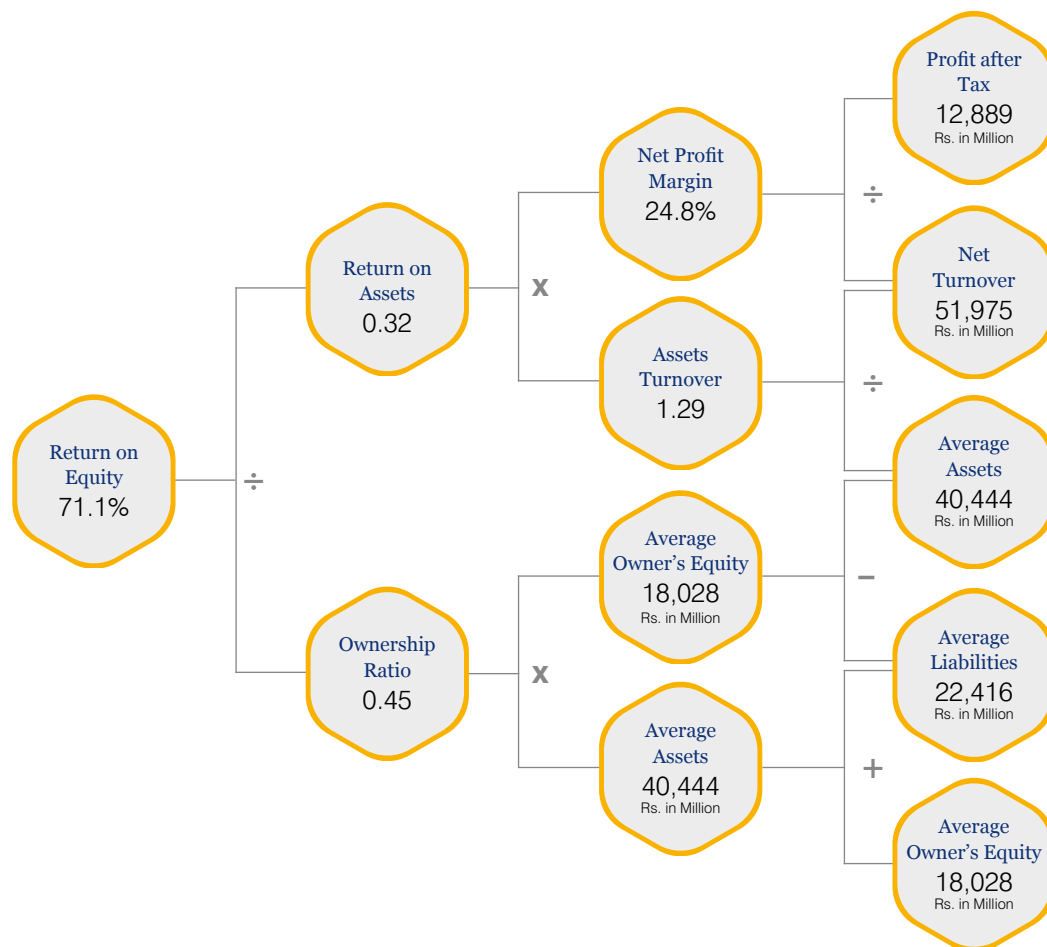 Return on
Equity
71.1%
÷
Return on
Assets
0.32
Ownership
Ratio
0.45
x
x
Net Profit
Margin
24.8%
Assets
Turnover
1.29
Average
Owner's Equity
18,028
Rs. in Million
Average
Assets
40,444
Rs. in Million
÷
÷
–
+
Profit after
Tax
12,889
Rs. in Million
Net
Turnover
51,975
Rs. in Million
Average
Assets
40,444
Rs. in Million
Average
Liabilities
22,416
Rs. in Million
Average
Owner's Equity
18,028
Rs. in Million